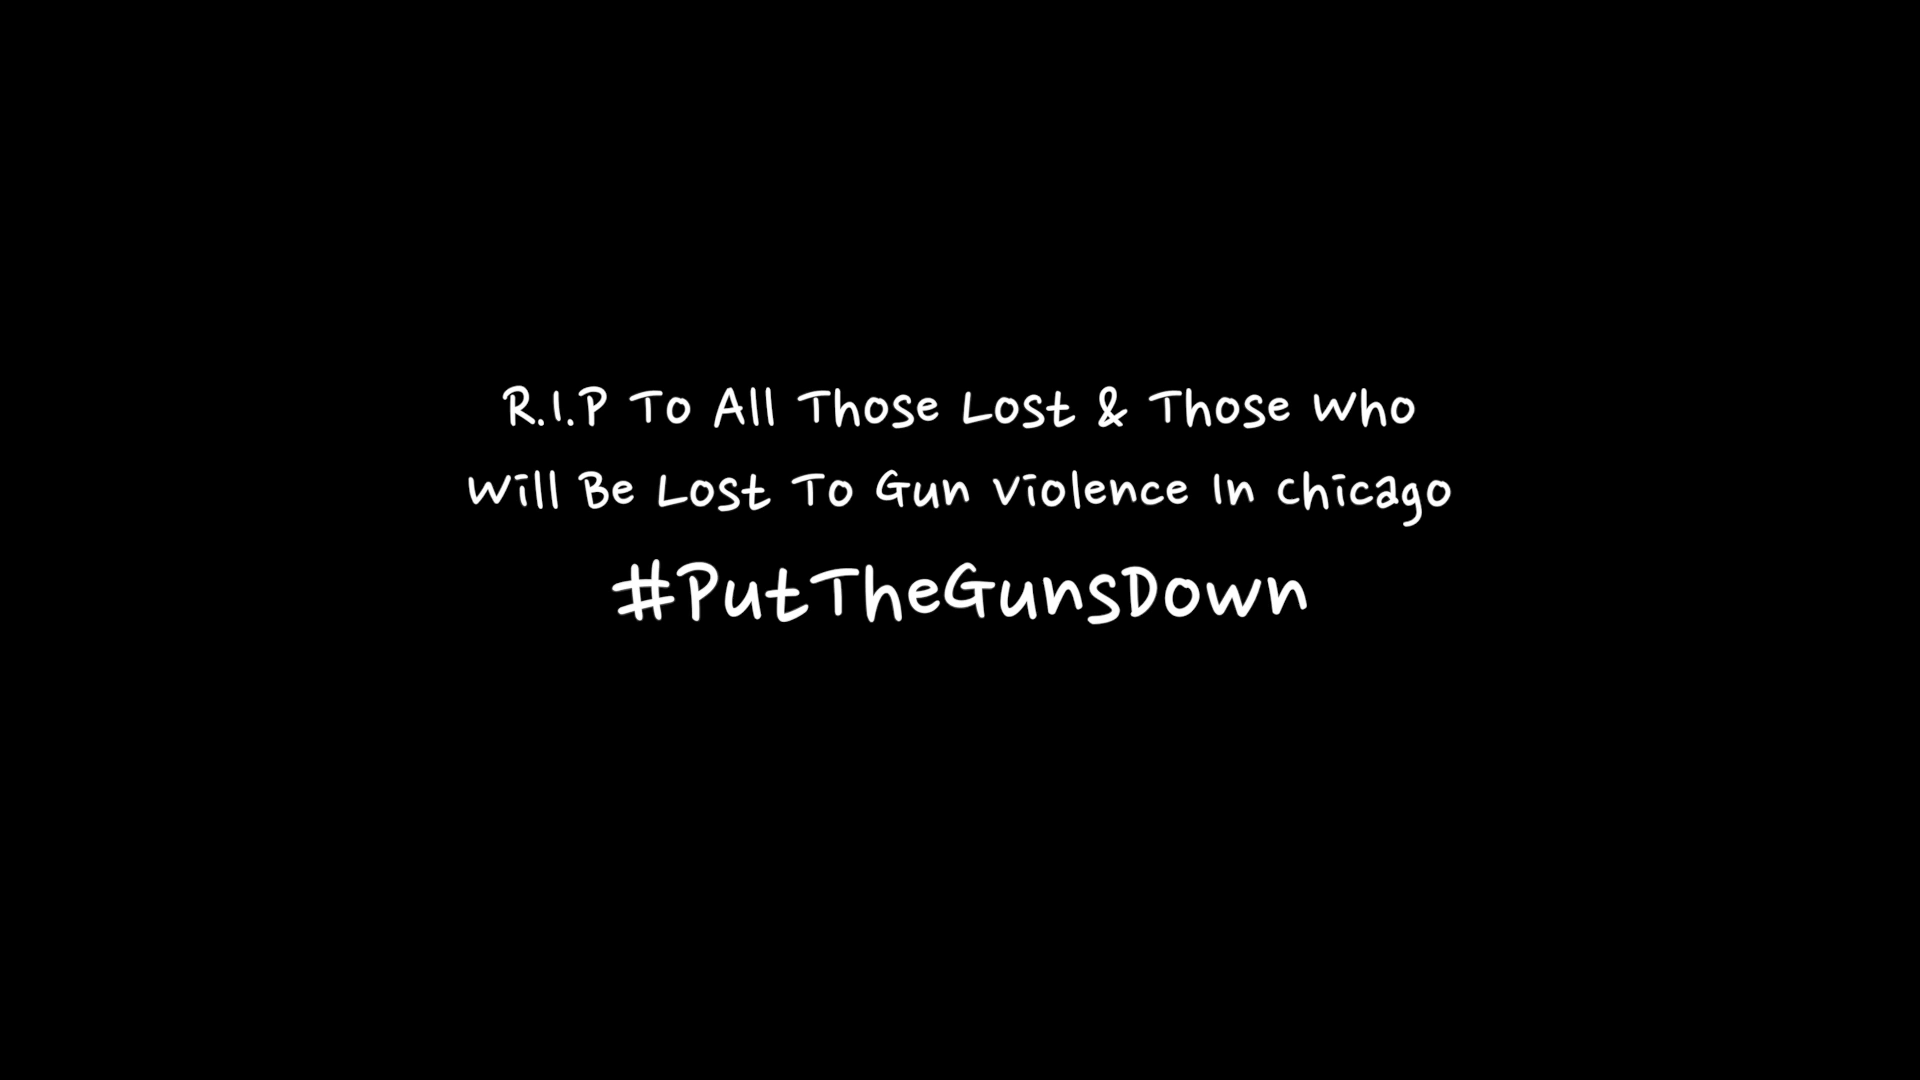 R.I.P To All Those Lost & Those Who
Will Be Lost To Gun Violence In Chicago
#PutTheGunsDown